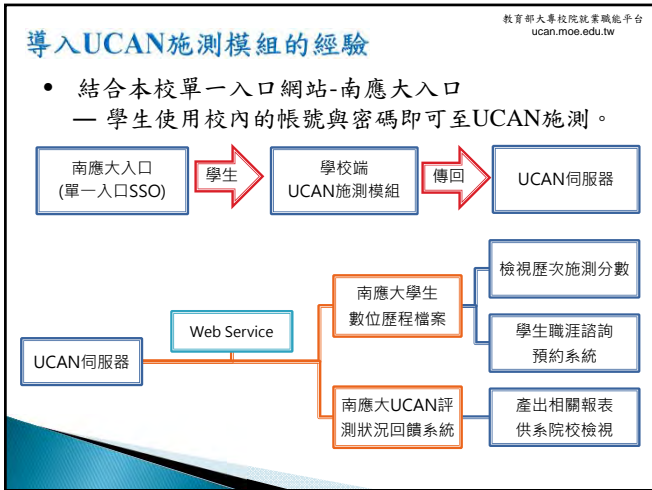 教育部大專校院就業職能平台
ucan.moe.edu.tw
導入UCAN施測模組的經驗
• 結合本校單一入口網站-南應大入口
— 學生使用校內的帳號與密碼即可至UCAN施測。
南應大入口
(單一入口SSO)
學生
學校端
UCAN施測模組
傳回
UCAN伺服器
UCAN伺服器
Web Service
南應大學生
數位歷程檔案
檢視歷次施測分數
學生職涯諮詢
預約系統
南應大UCAN評
測狀況回饋系統
產出相關報表
供系院校檢視